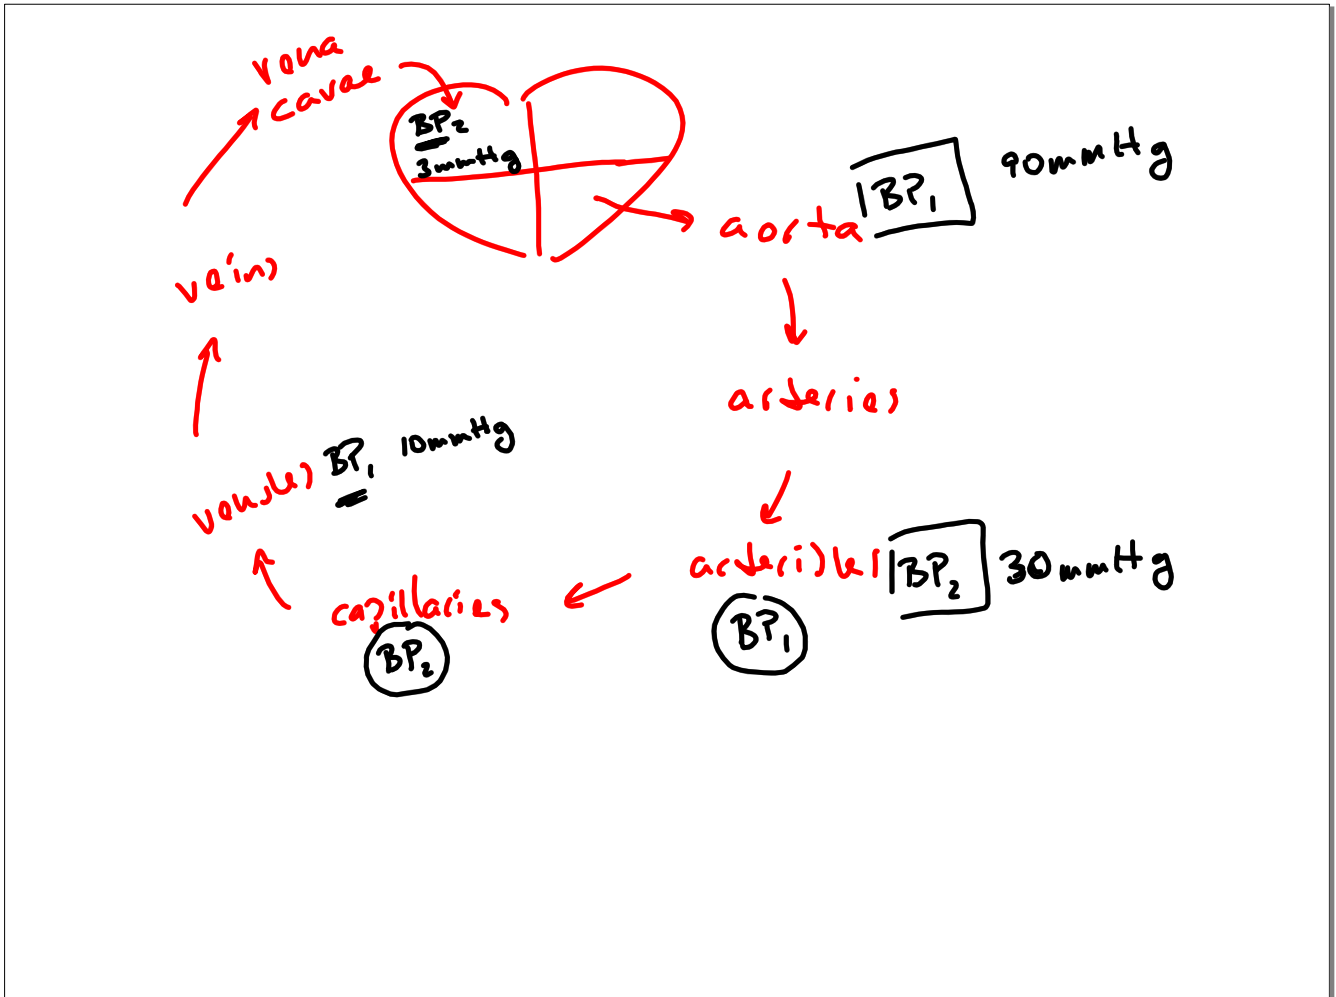 vena
cavae
BP2
3mmHg
aorta
BP1
90mmHg
veins
arteries
venules
BP1
10mmHg
arterioles
BP2
30mmHg
capillaries
BP1
BP2